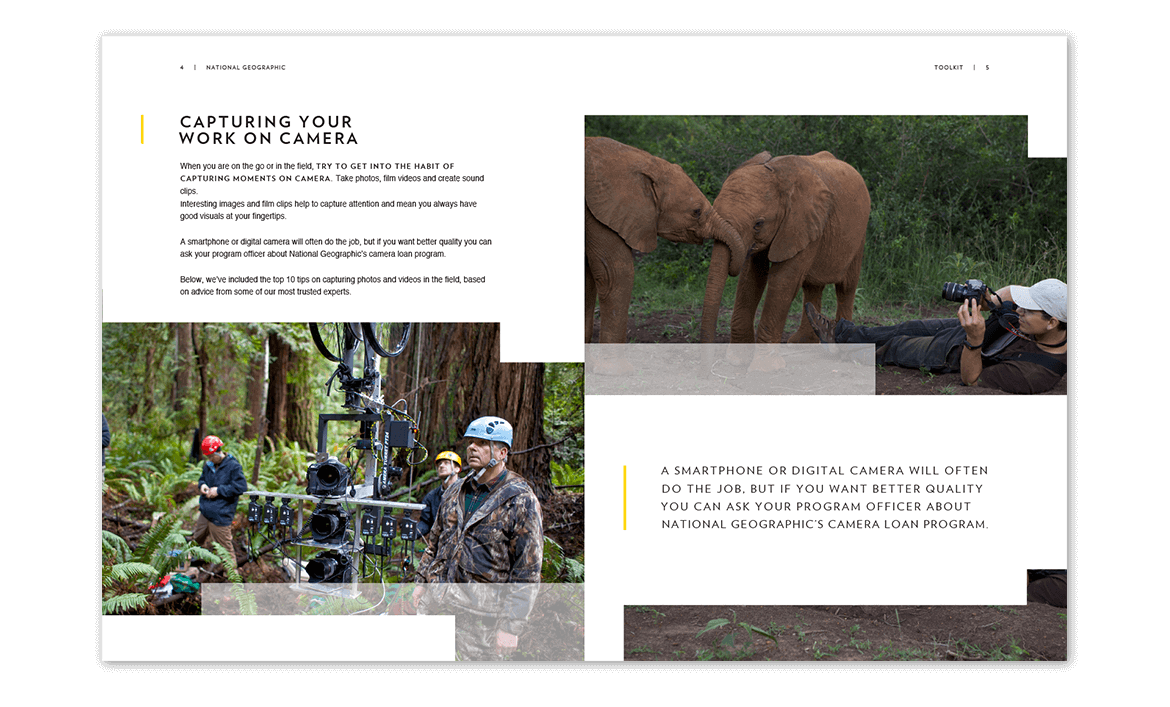 4 | NATIONAL GEOGRAPHIC
TOOLKIT | 5
CAPTURING YOUR
WORK ON CAMERA
When you are on the go or in the field, TRY TO GET INTO THE HABIT OF
CAPTURING MOMENTS ON CAMERA. Take photos, film videos and create sound
clips.
Interesting images and film clips help to capture attention and mean you always have
good visuals at your fingertips.
A smartphone or digital camera will often do the job, but if you want better quality you can
ask your program officer about National Geographic's camera loan program.
Below, we've included the top 10 tips on capturing photos and videos in the field, based
on advice from some of our most trusted experts.
A SMARTPHONE OR DIGITAL CAMERA WILL OFTEN
DO THE JOB, BUT IF YOU WANT BETTER QUALITY
YOU CAN ASK YOUR PROGRAM OFFICER ABOUT
NATIONAL GEOGRAPHIC'S CAMERA LOAN PROGRAM.